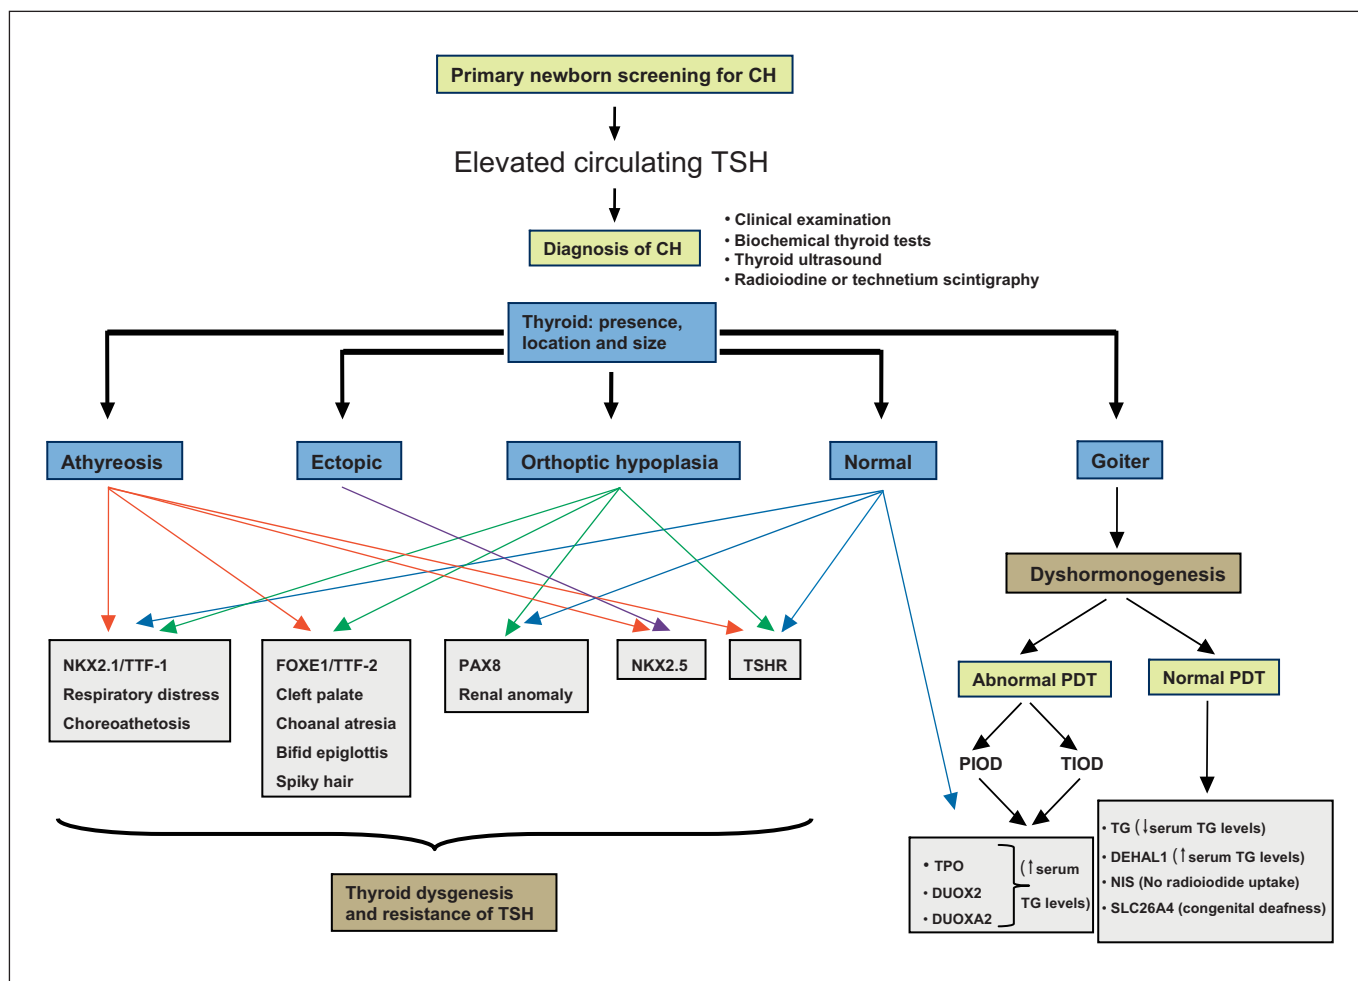 Primary newborn screening for CH
Elevated circulating TSH
Diagnosis of CH
• Clinical examination
• Biochemical thyroid tests
• Thyroid ultrasound
• Radioiodine or technetium scintigraphy
Thyroid: presence,
location and size
Athyreosis
Ectopic
Orthoptic hypoplasia
Normal
Goiter
Dyshormonogenesis
Abnormal PDT
Normal PDT
PIOD
TIOD
NKX2.1/TTF-1
Respiratory distress
Choreoathetosis
FOXE1/TTF-2
Cleft palate
Choanal atresia
Bifid epiglottis
Spiky hair
PAX8
Renal anomaly
NKX2.5
TSHR
• TPO
• DUOX2
• DUOXA2
(↑serum
TG levels)
• TG (↓serum TG levels)
• DEHAL1 (↑serum TG levels)
• NIS (No radioiodide uptake)
• SLC26A4 (congenital deafness)
Thyroid dysgenesis
and resistance of TSH